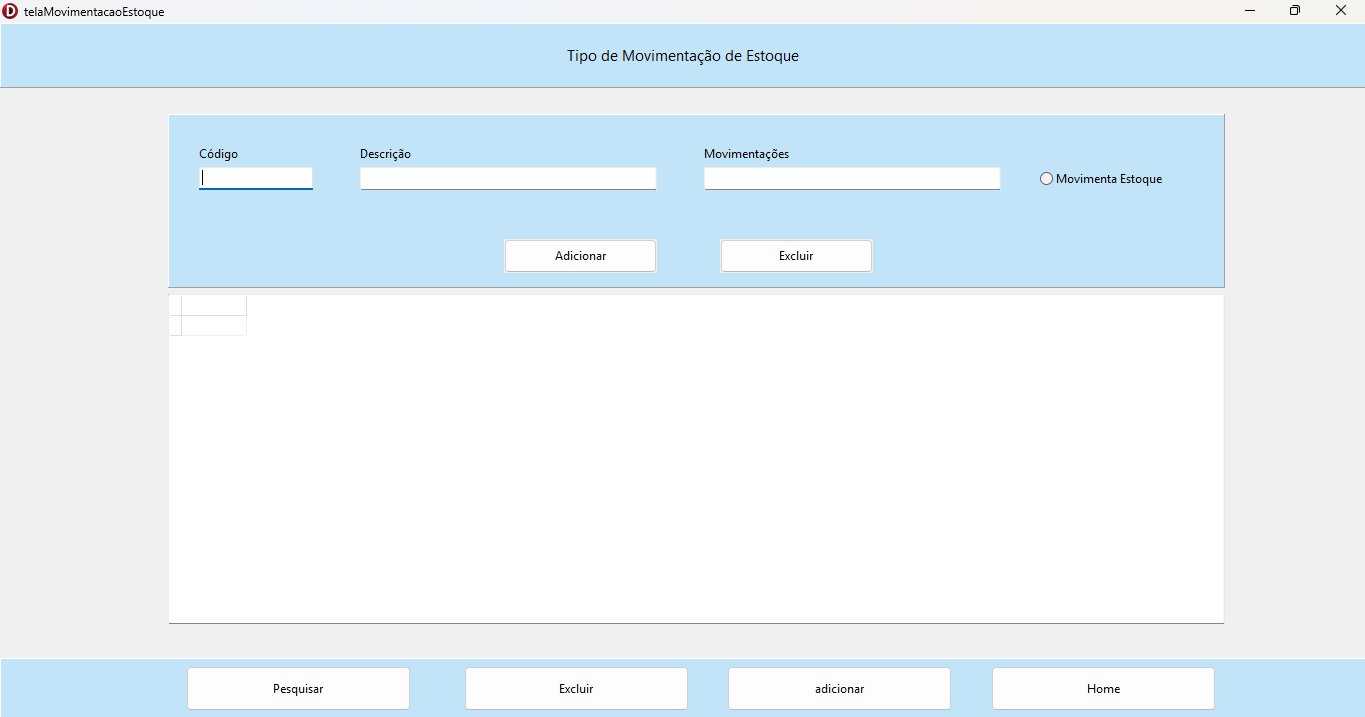 telaMovimentacaoEstoque
Tipo de Movimentação de Estoque
Código Descrição Movimentações
Movimenta Estoque
Adicionar Excluir
Pesquisar Excluir adicionar Home